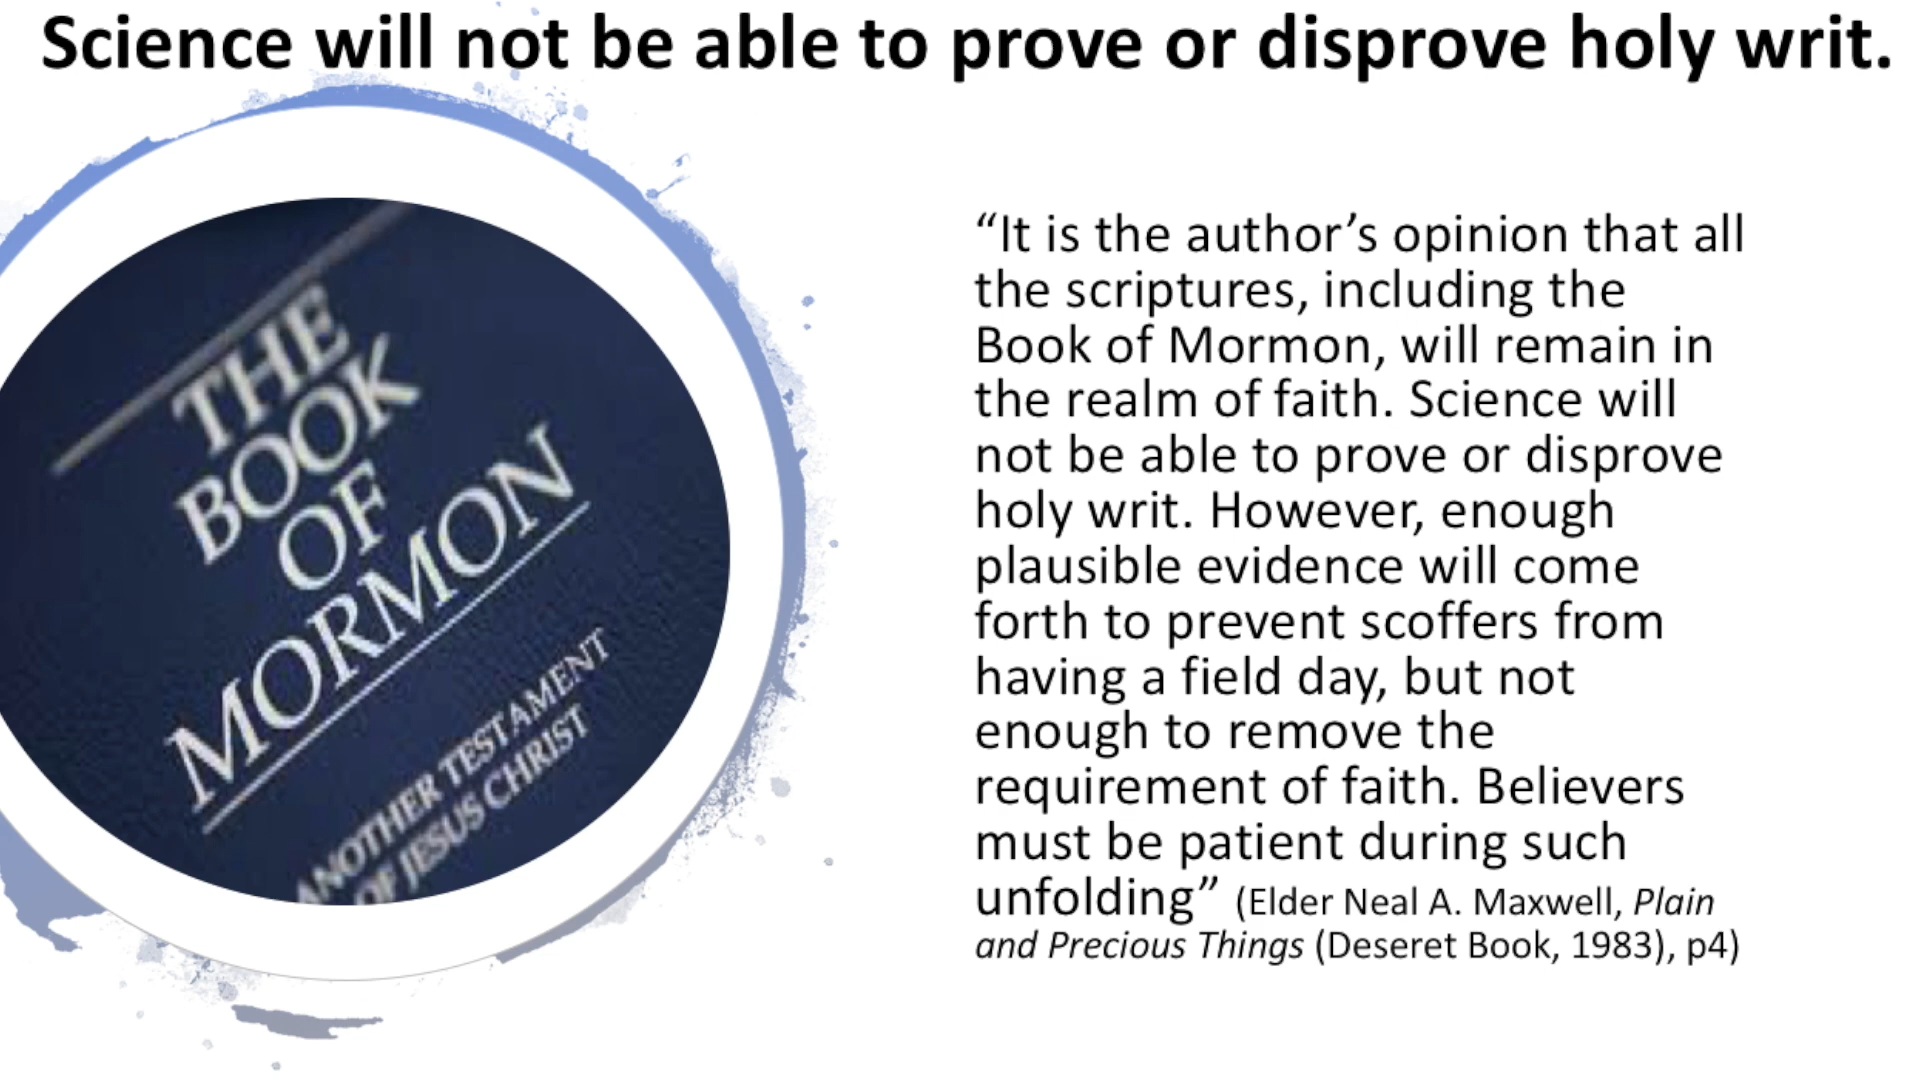 Science will not be able to prove or disprove holy writ.
THE
BOOK
OF
MORMON
ANOTHER TESTAMENT
OF JESUS CHRIST
“It is the author’s opinion that all
the scriptures, including the
Book of Mormon, will remain in
the realm of faith. Science will
not be able to prove or disprove
holy writ. However, enough
plausible evidence will come
forth to prevent scoffers from
having a field day, but not
enough to remove the
requirement of faith. Believers
must be patient during such
unfolding” (Elder Neal A. Maxwell, Plain
and Precious Things (Deseret Book, 1983), p4)